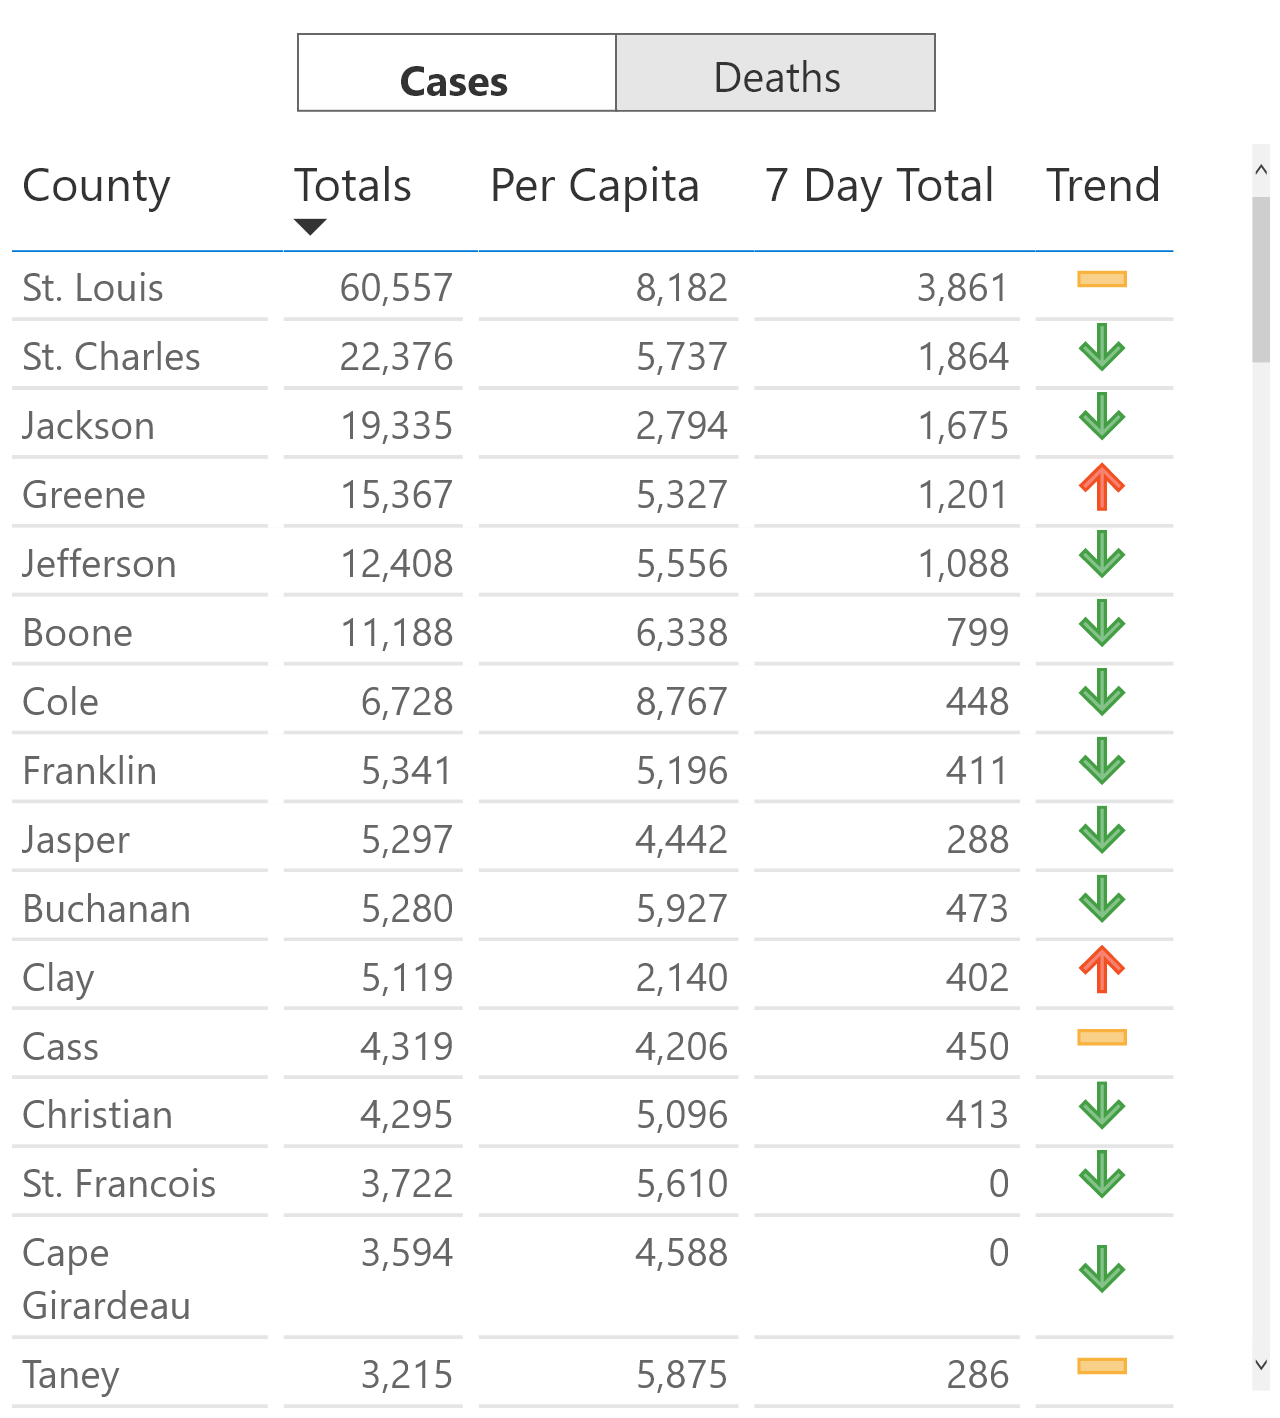 Cases Deaths
County Totals Per Capita 7 Day Total Trend
St. Louis 60,557 8,182 3,861
St. Charles 22,376 5,737 1,864
Jackson 19,335 2,794 1,675
Greene 15,367 5,327 1,201
Jefferson 12,408 5,556 1,088
Boone 11,188 6,338 799
Cole 6,728 8,767 448
Franklin 5,341 5,196 411
Jasper 5,297 4,442 288
Buchanan 5,280 5,927 473
Clay 5,119 2,140 402
Cass 4,319 4,206 450
Christian 4,295 5,096 413
St. Francois 3,722 5,610 0
Cape 3,594 4,588 0
Girardeau
Taney 3,215 5,875 286